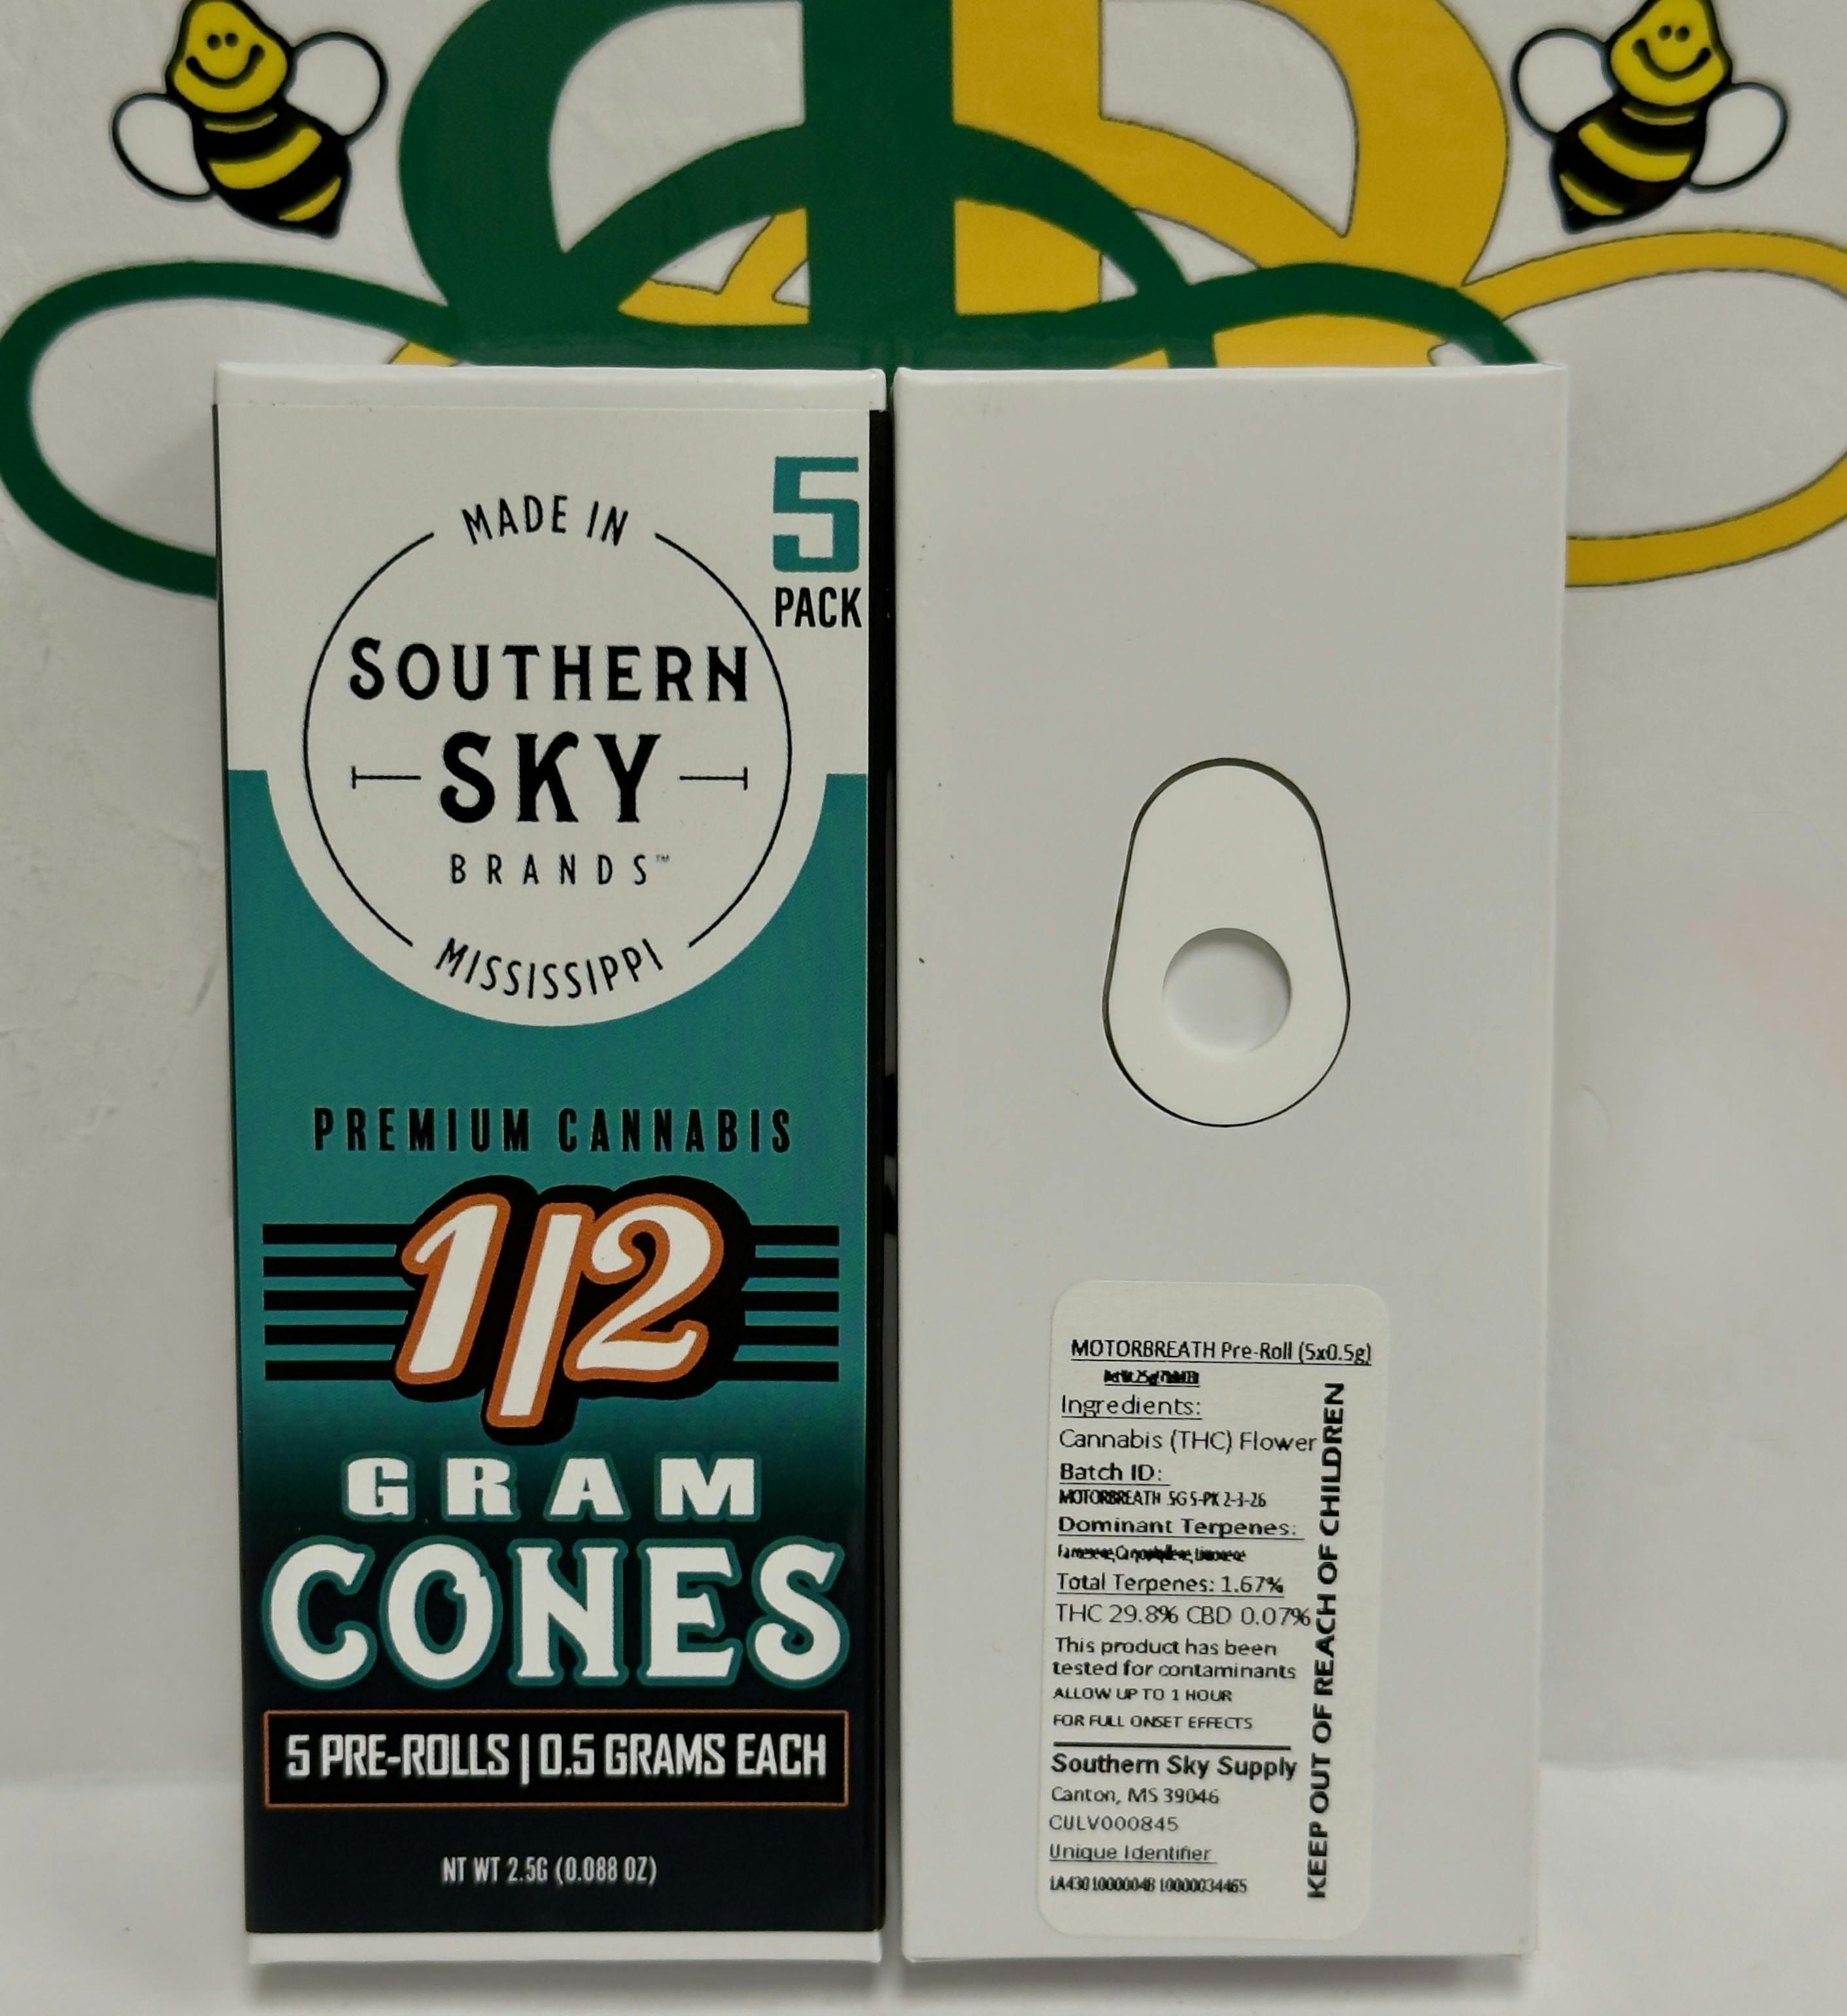 5
PACK
MADE IN
SOUTHERN
SKY
BRANDS™
MISSISSIPPI
PREMIUM CANNABIS
1/2
GRAM
CONES
5 PRE-ROLLS | 0.5 GRAMS EACH
NT WT 2.5G (0.088 OZ)
MOTORBREATH Pre-Roll (5x0.5g)
Ingredients:
Cannabis (THC) Flower
Batch ID:
MOTORBREATH 5G 5-PK 2-3-26
Dominant Terpenes:
Farnesene, Caryophyllene, Limonene
Total Terpenes: 1.67%
THC 29.8% CBD 0.07%
This product has been
tested for contaminants
ALLOW UP TO 1 HOUR
FOR FULL ONSET EFFECTS
Southern Sky Supply
Canton, MS 39046
CULV000845
Unique Identifier
KEEP OUT OF REACH OF CHILDREN